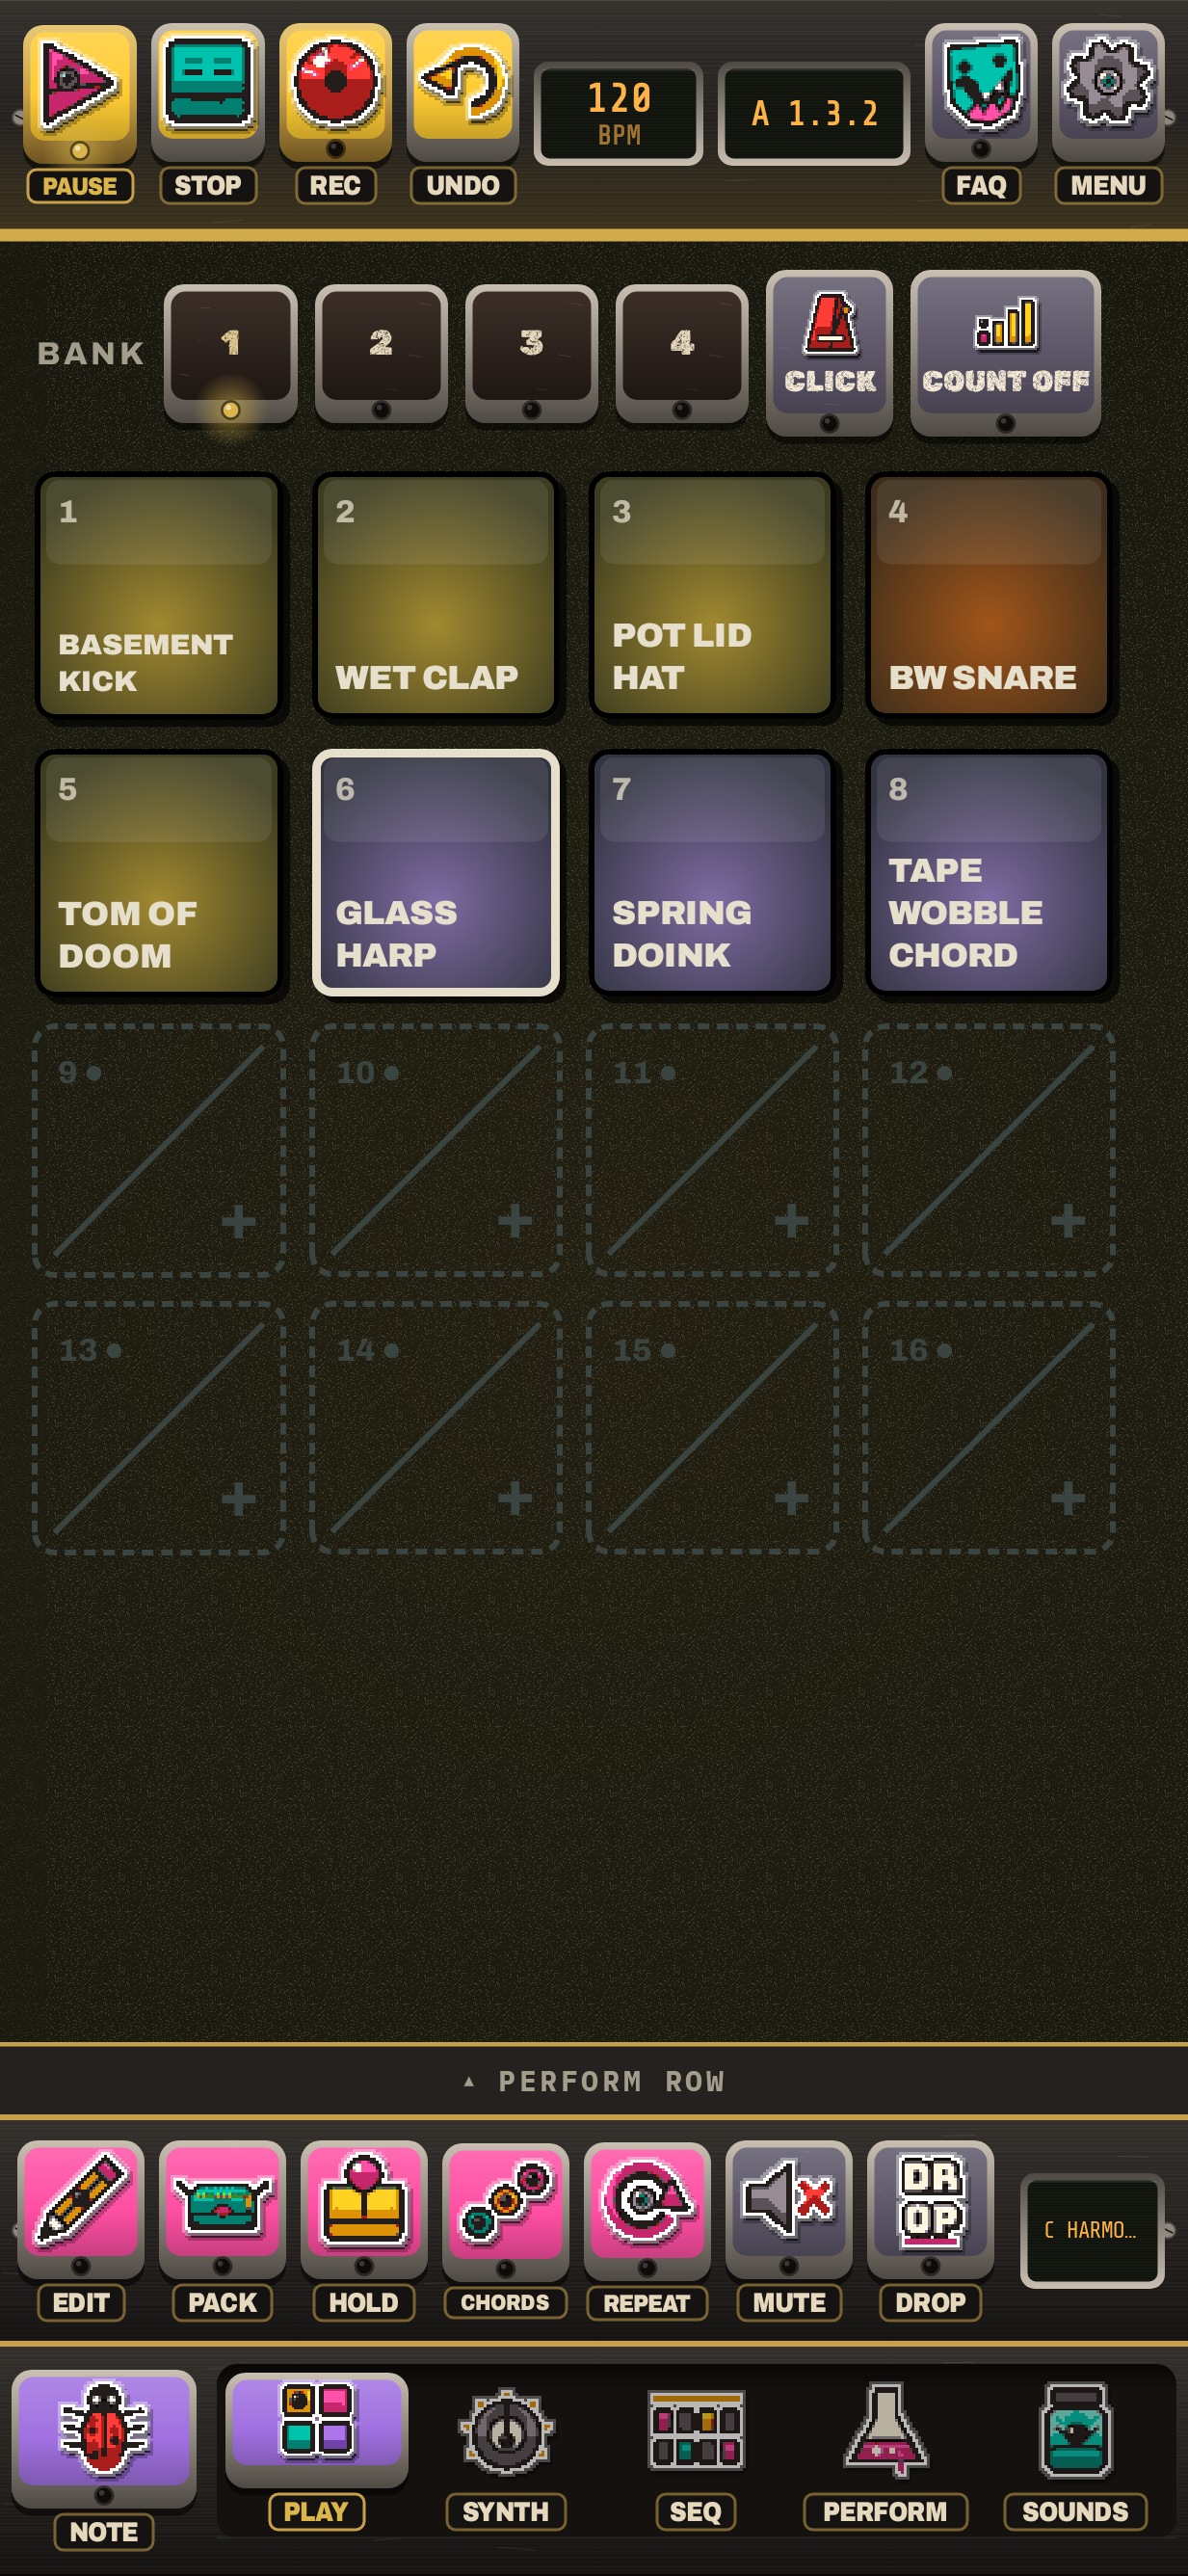 PAUSE
STOP
REC
UNDO
120
BPM
A 1.3.2
FAQ
MENU
BANK
1
2
3
4
CLICK
COUNT OFF
1
BASEMENT
KICK
2
WET CLAP
3
POT LID
HAT
4
BW SNARE
5
TOM OF
DOOM
6
GLASS
HARP
7
SPRING
DOINK
8
TAPE
WOBBLE
CHORD
9
10
11
12
13
14
15
16
▲ PERFORM ROW
DR
OP
C HARMO…
EDIT
PACK
HOLD
CHORDS
REPEAT
MUTE
DROP
NOTE
PLAY
SYNTH
SEQ
PERFORM
SOUNDS